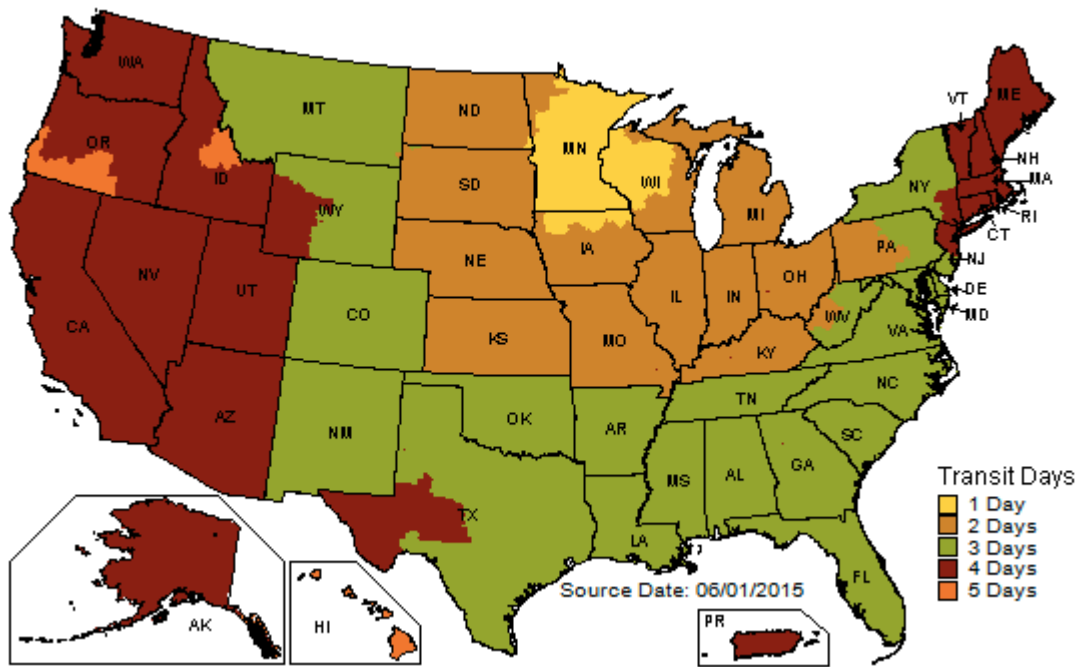 WA
MT
ND
MN
VT
ME
OR
ID
WY
SD
WI
MI
NY
NH
MA
RI
CT
NV
UT
CO
NE
IA
IL
IN
OH
PA
NJ
DE
MD
CA
KS
MO
KY
WV
VA
AZ
NM
OK
AR
TN
NC
SC
TX
LA
MS
AL
GA
FL
Transit Days
1 Day
2 Days
3 Days
4 Days
5 Days
Source Date: 06/01/2015
AK
HI
PR